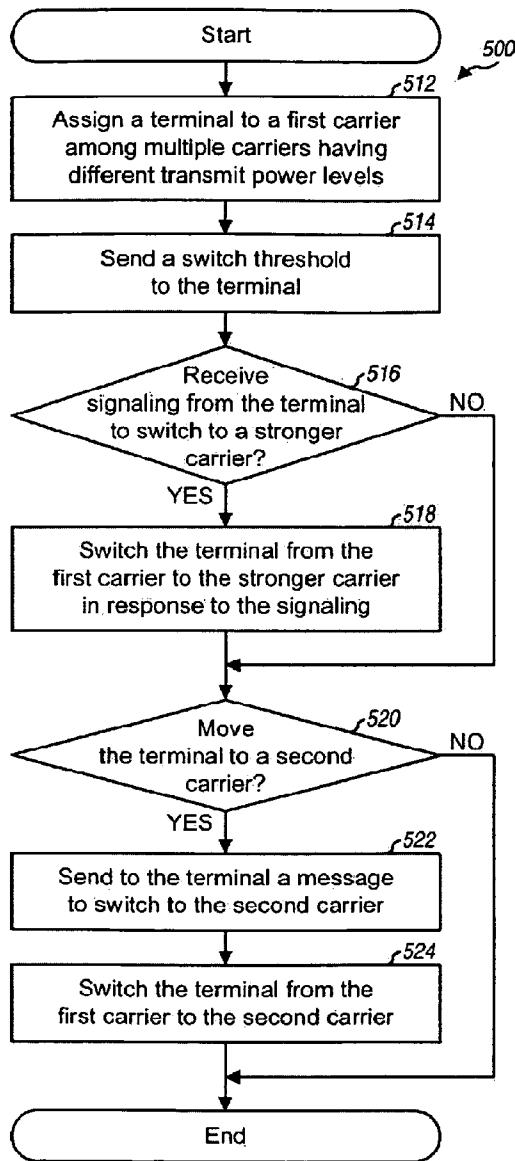 Start
500
512
Assign a terminal to a first carrier
among multiple carriers having
different transmit power levels
514
Send a switch threshold
to the terminal
516
Receive
signaling from the terminal
to switch to a stronger
carrier?
NO
YES
518
Switch the terminal from the
first carrier to the stronger carrier
in response to the signaling
520
Move
the terminal to a second
carrier?
NO
YES
522
Send to the terminal a message
to switch to the second carrier
524
Switch the terminal from the
first carrier to the second carrier
End